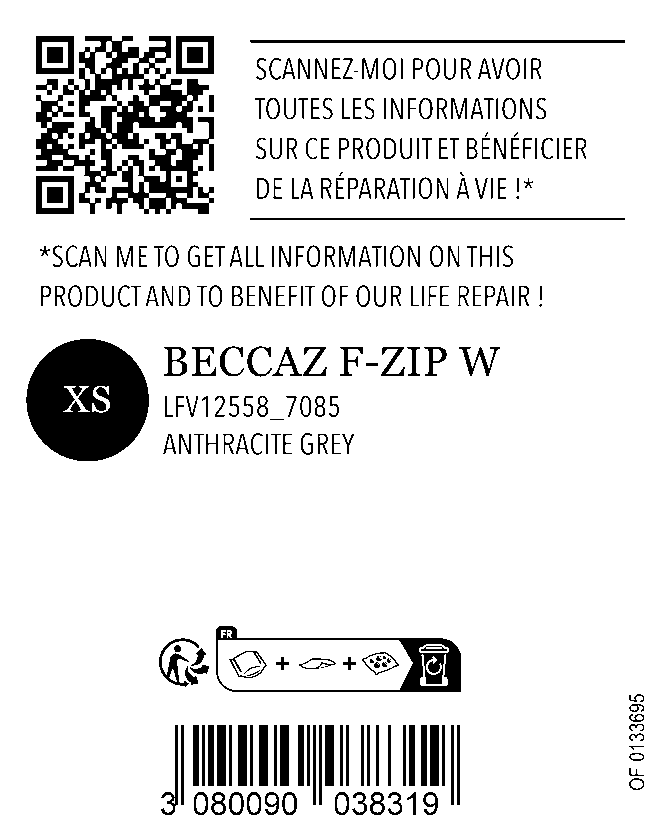 SCANNEZ-MOI POUR AVOIR
TOUTES LES INFORMATIONS
SUR CE PRODUIT ET BÉNÉFICIER
DE LA RÉPARATION À VIE !*
*SCAN ME TO GET ALL INFORMATION ON THIS
PRODUCT AND TO BENEFIT OF OUR LIFE REPAIR !
XS
BECCAZ F-ZIP W
LFV12558_7085
ANTHRACITE GREY
FR
+ +
3 080090 038319
OF 0133695